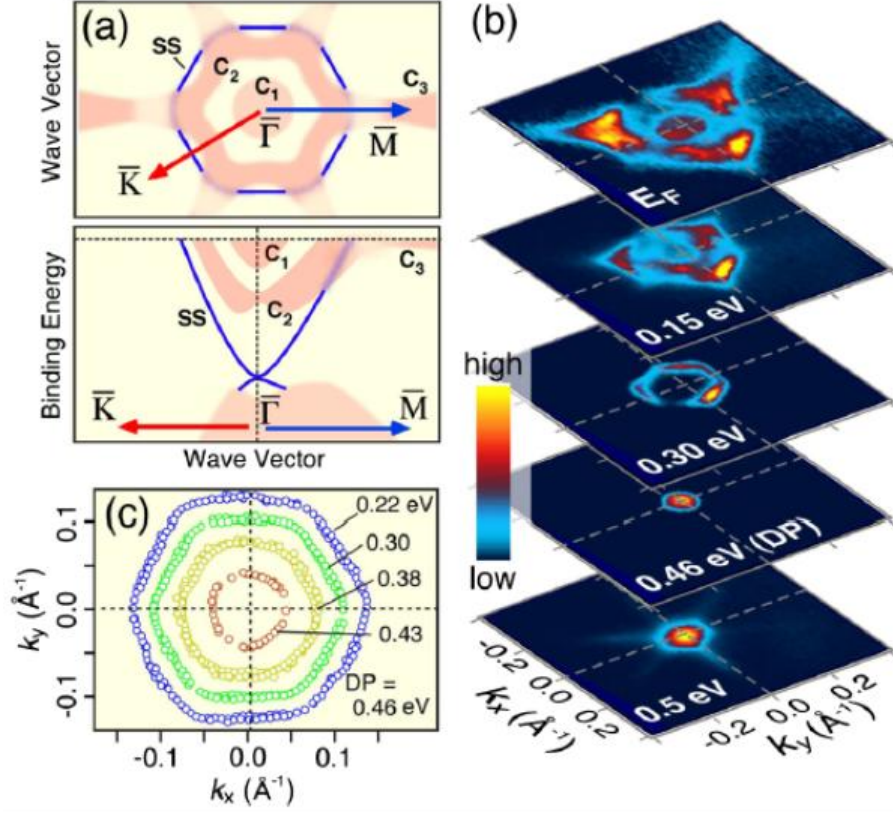 (a)
SS
C₂
C₁
C₃
Γ̅
M̅
K̅
Wave Vector
C₁
C₃
SS
C₂
K̅
Γ̅
M̅
Binding Energy
Wave Vector
(b)
E_F
0.15 eV
0.30 eV
0.46 eV (DP)
0.5 eV
high
low
-0.2
0.0
0.2
kₓ (Å⁻¹)
-0.2
0.0
0.2
k_y (Å⁻¹)
(c)
0.22 eV
0.30
0.38
0.43
DP =
0.46 eV
0.1
0.0
-0.1
k_y (Å⁻¹)
-0.1
0.0
0.1
kₓ (Å⁻¹)